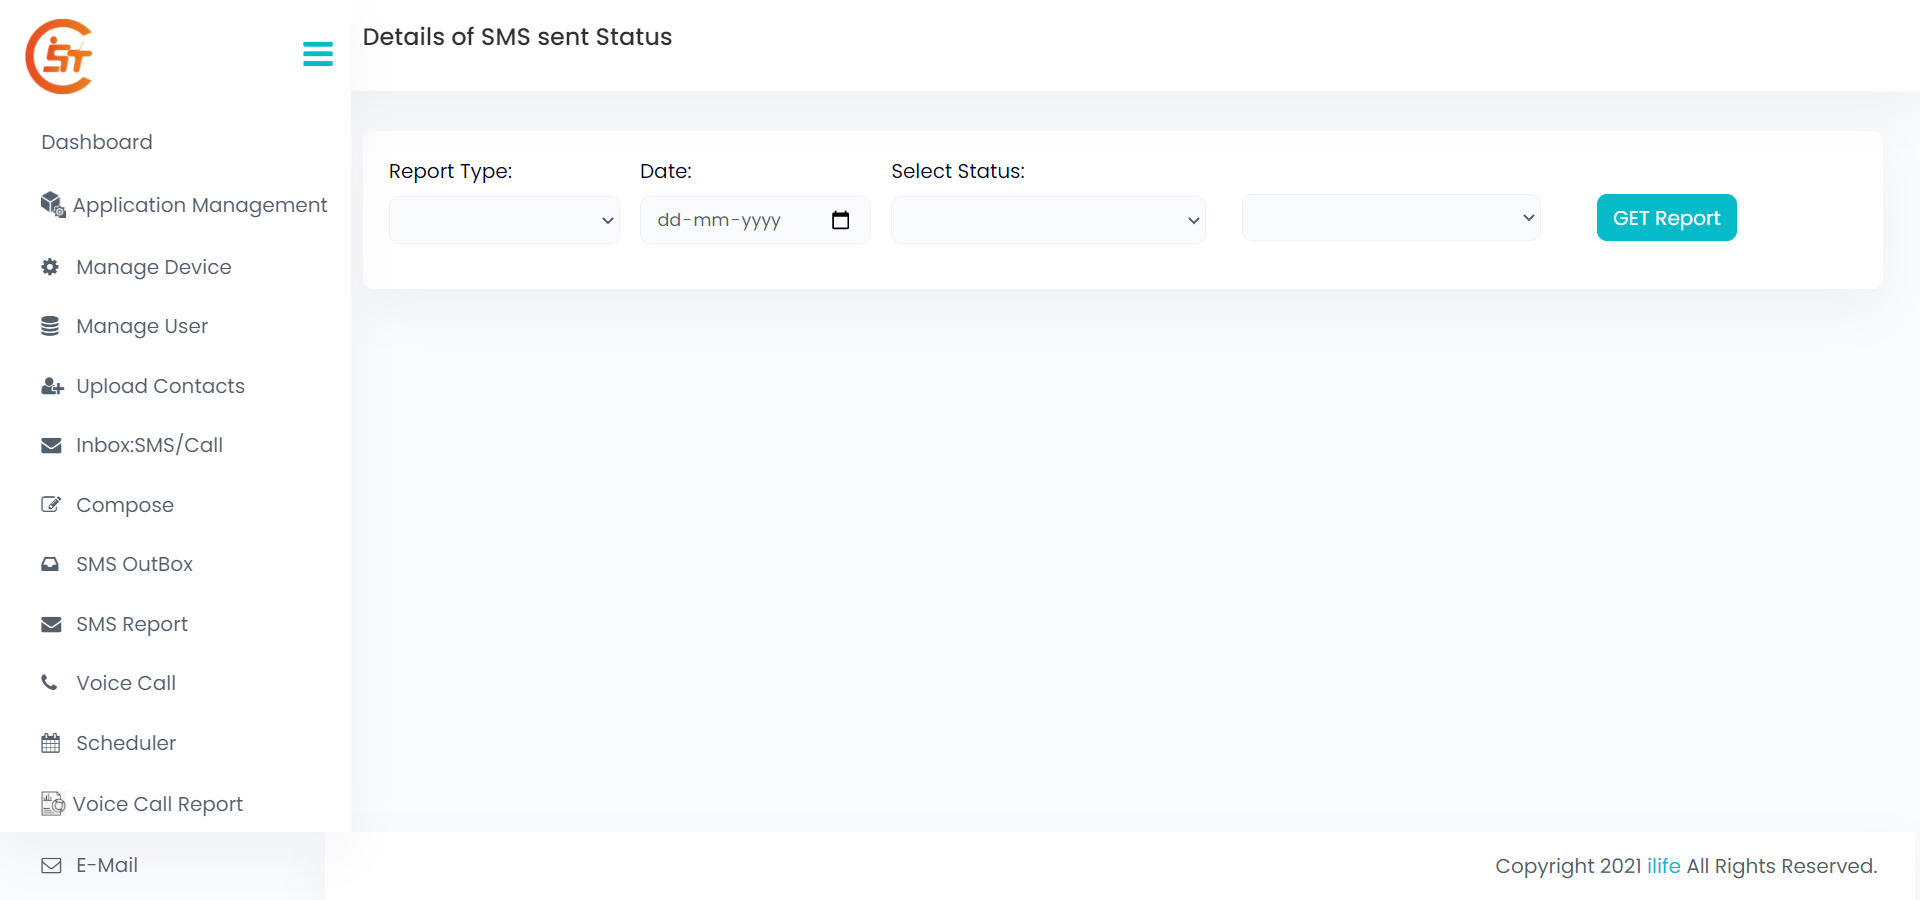 IST
Details of SMS sent Status
Dashboard
Application Management
Manage Device
Manage User
Upload Contacts
Inbox:SMS/Call
Compose
SMS OutBox
SMS Report
Voice Call
Scheduler
Voice Call Report
E-Mail
Report Type:
Date:
Select Status:
dd-mm-yyyy
GET Report
Copyright 2021 ilife All Rights Reserved.